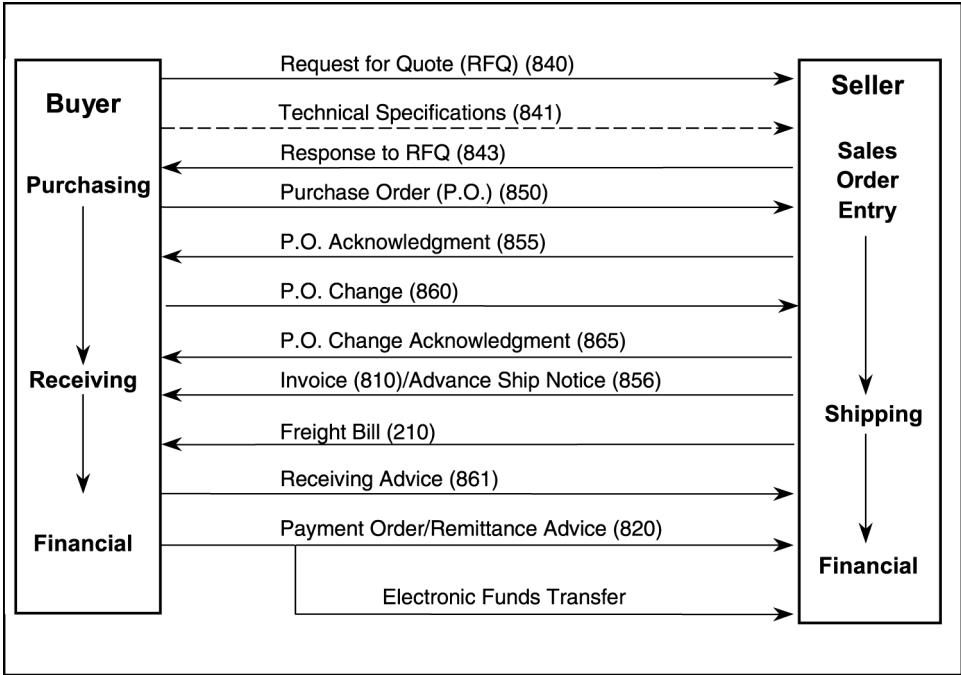 Buyer
Purchasing
Receiving
Financial
Request for Quote (RFQ) (840)
Technical Specifications (841)
Response to RFQ (843)
Purchase Order (P.O.) (850)
P.O. Acknowledgment (855)
P.O. Change (860)
P.O. Change Acknowledgment (865)
Invoice (810)/Advance Ship Notice (856)
Freight Bill (210)
Receiving Advice (861)
Payment Order/Remittance Advice (820)
Electronic Funds Transfer
Seller
Sales
Order
Entry
Shipping
Financial